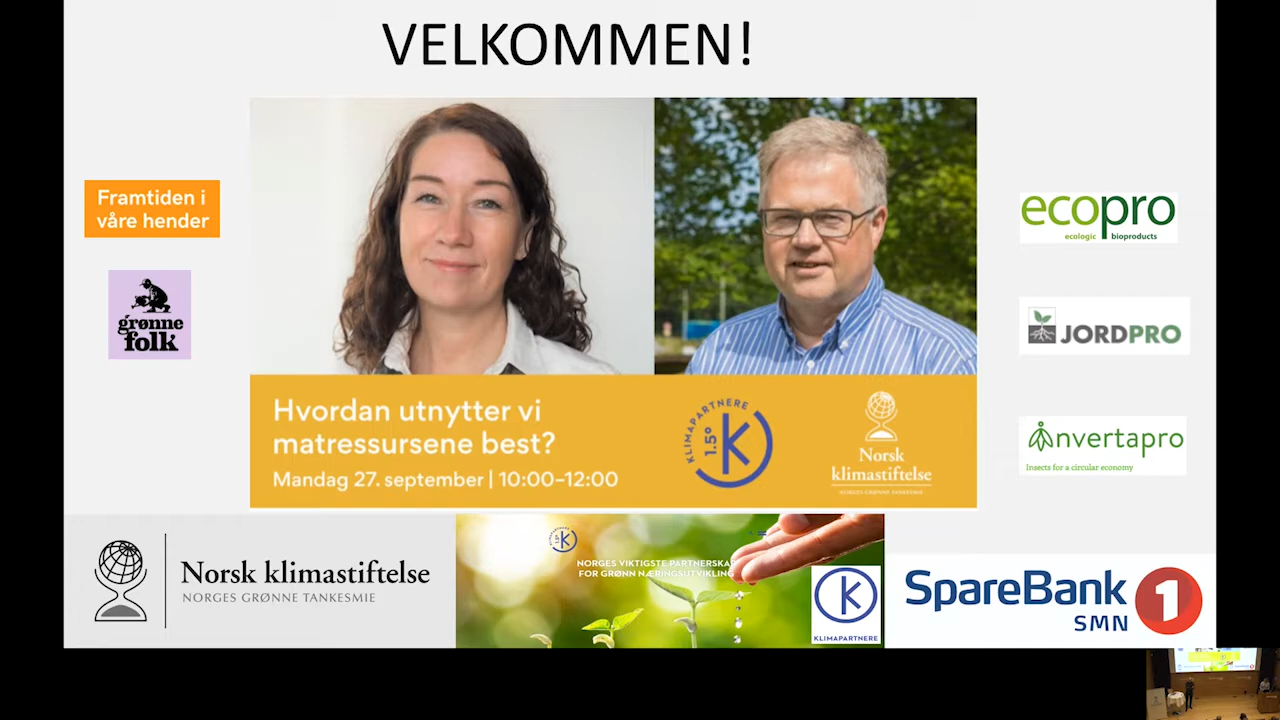 VELKOMMEN!
Framtiden i
våre hender
grønne
folk
ecopro
ecologic bioproducts
JORDPRO
invertapro
Insects for a circular economy
Hvordan utnytter vi
matressursene best?
Mandag 27. september | 10:00–12:00
KLIMAPARTNERE
1.5°
K
Norsk
klimastiftelse
NORGES GRØNNE TANKESMIE
Norsk klimastiftelse
NORGES GRØNNE TANKESMIE
K
NORGES VIKTIGSTE PARTNERSKAP
FOR GRØNN NÆRINGSUTVIKLING
K
KLIMAPARTNERE
SpareBank 1
SMN